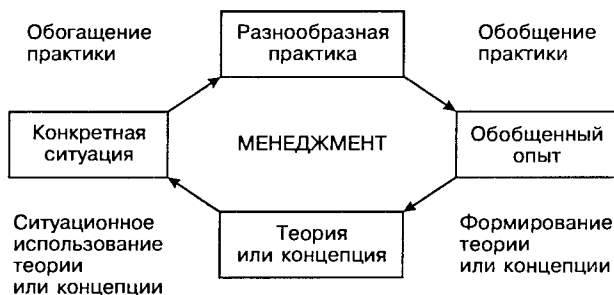 Обогащение
практики
Разнообразная
практика
Обобщение
практики
Конкретная
ситуация
МЕНЕДЖМЕНТ
Обобщенный
опыт
Ситуационное
использование
теории
или концепции
Теория
или концепция
Формирование
теории
или концепции